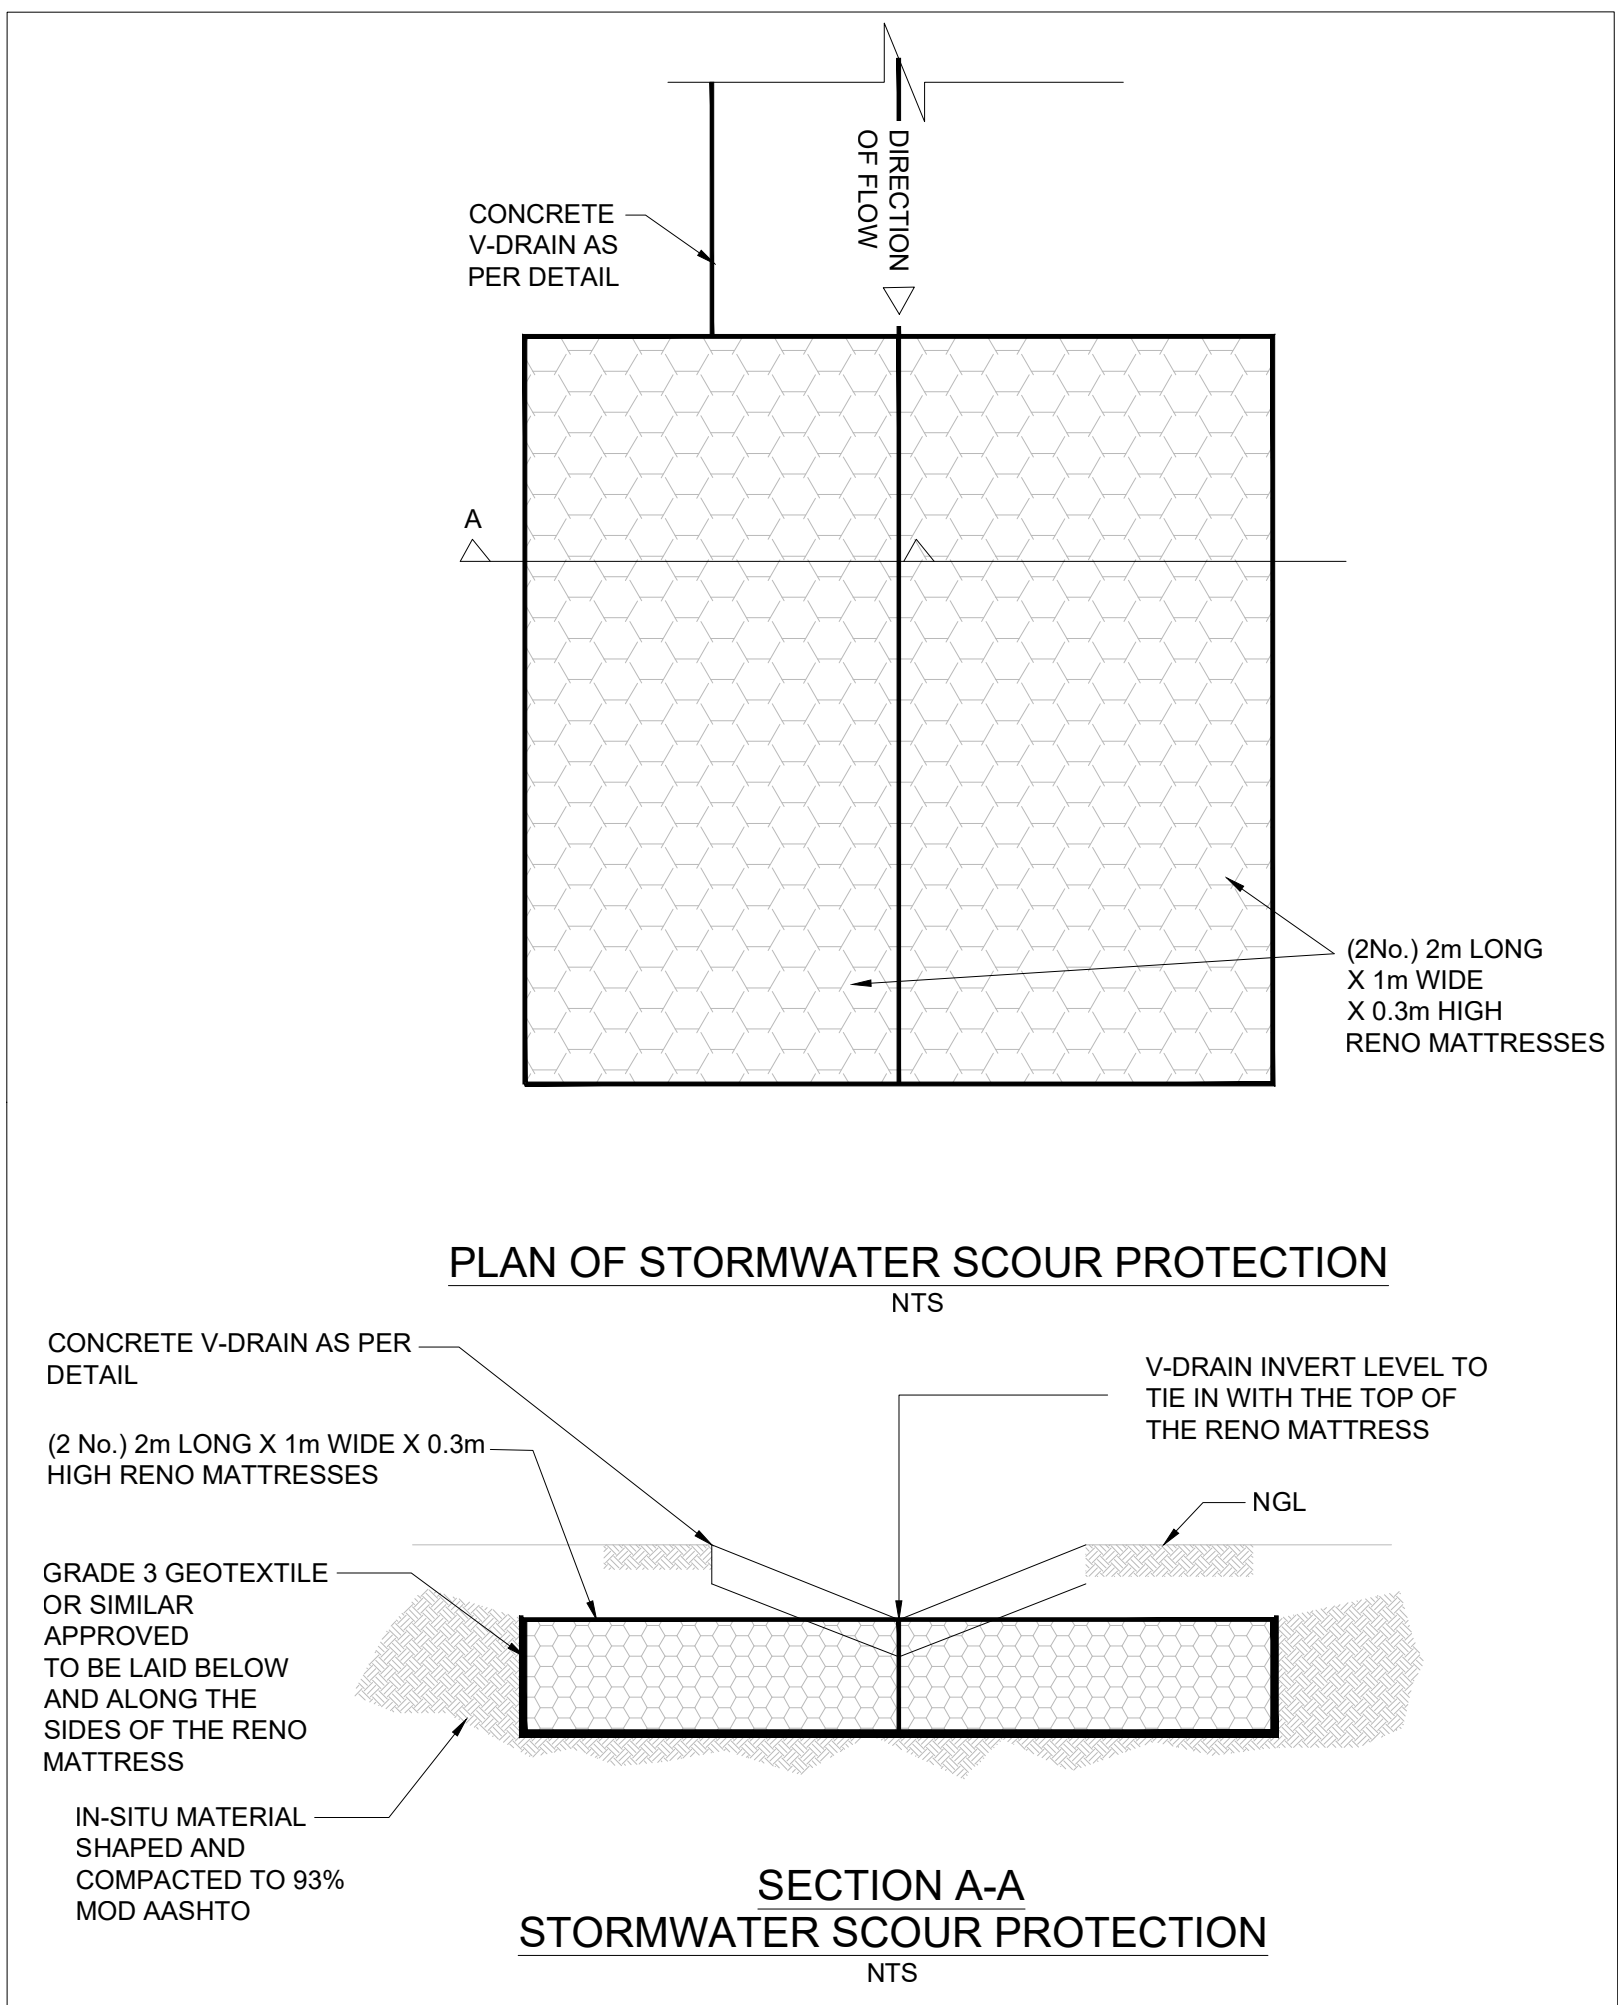 DIRECTION
OF FLOW
CONCRETE
V-DRAIN AS
PER DETAIL
A
(2No.) 2m LONG
X 1m WIDE
X 0.3m HIGH
RENO MATTRESSES
PLAN OF STORMWATER SCOUR PROTECTION
NTS
CONCRETE V-DRAIN AS PER
DETAIL
V-DRAIN INVERT LEVEL TO
TIE IN WITH THE TOP OF
THE RENO MATTRESS
(2 No.) 2m LONG X 1m WIDE X 0.3m
HIGH RENO MATTRESSES
NGL
GRADE 3 GEOTEXTILE
OR SIMILAR
APPROVED
TO BE LAID BELOW
AND ALONG THE
SIDES OF THE RENO
MATTRESS
IN-SITU MATERIAL
SHAPED AND
COMPACTED TO 93%
MOD AASHTO
SECTION A-A
STORMWATER SCOUR PROTECTION
NTS